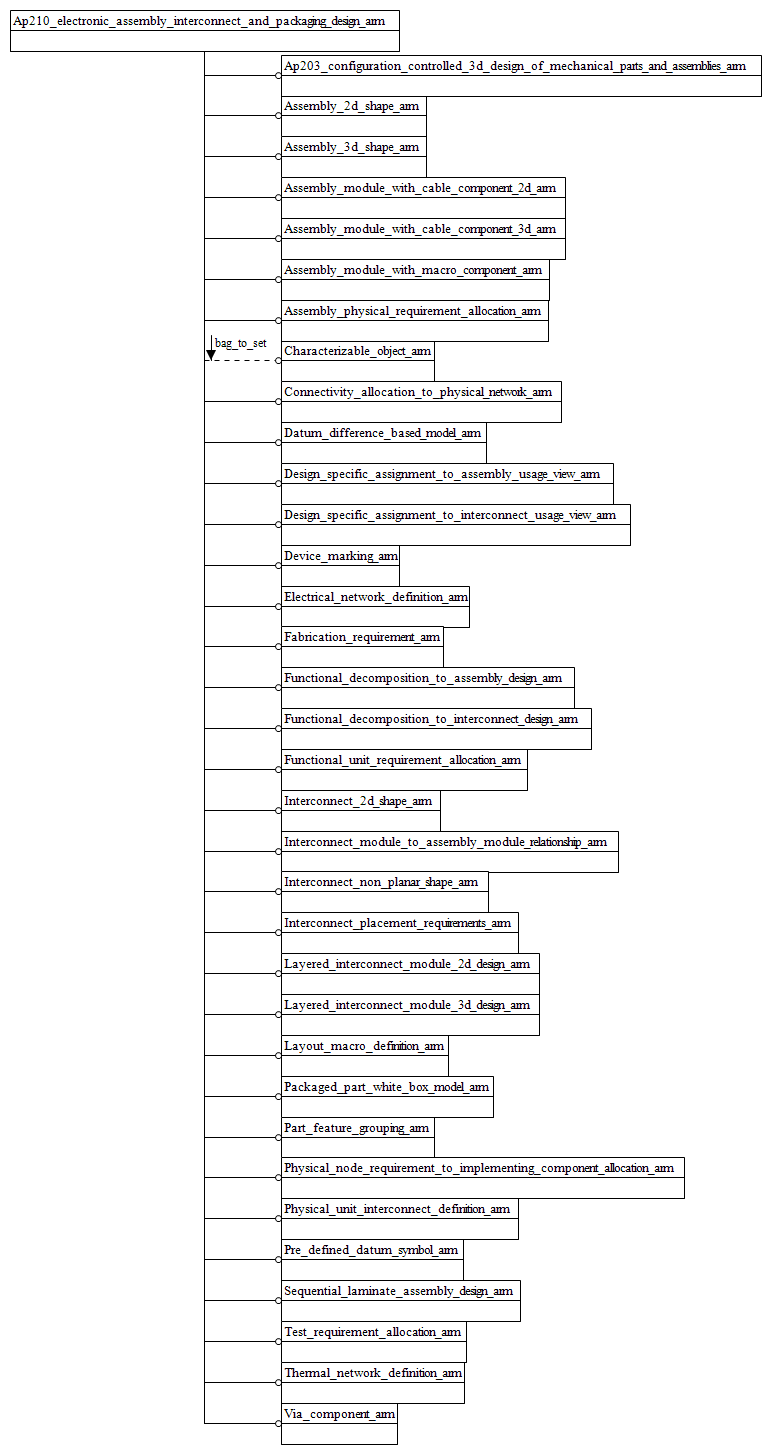 Ap210_electronic_assembly_interconnect_and_packaging_design_arm
Ap203_configuration_controlled_3d_design_of_mechanical_parts_and_assemblies_arm
Assembly_2d_shape_arm
Assembly_3d_shape_arm
Assembly_module_with_cable_component_2d_arm
Assembly_module_with_cable_component_3d_arm
Assembly_module_with_macro_component_arm
Assembly_physical_requirement_allocation_arm
bag_to_set
Characterizable_object_arm
Connectivity_allocation_to_physical_network_arm
Datum_difference_based_model_arm
Design_specific_assignment_to_assembly_usage_view_arm
Design_specific_assignment_to_interconnect_usage_view_arm
Device_marking_arm
Electrical_network_definition_arm
Fabrication_requirement_arm
Functional_decomposition_to_assembly_design_arm
Functional_decomposition_to_interconnect_design_arm
Functional_unit_requirement_allocation_arm
Interconnect_2d_shape_arm
Interconnect_module_to_assembly_module_relationship_arm
Interconnect_non_planar_shape_arm
Interconnect_placement_requirements_arm
Layered_interconnect_module_2d_design_arm
Layered_interconnect_module_3d_design_arm
Layout_macro_definition_arm
Packaged_part_white_box_model_arm
Part_feature_grouping_arm
Physical_node_requirement_to_implementing_component_allocation_arm
Physical_unit_interconnect_definition_arm
Pre_defined_datum_symbol_arm
Sequential_laminate_assembly_design_arm
Test_requirement_allocation_arm
Thermal_network_definition_arm
Via_component_arm